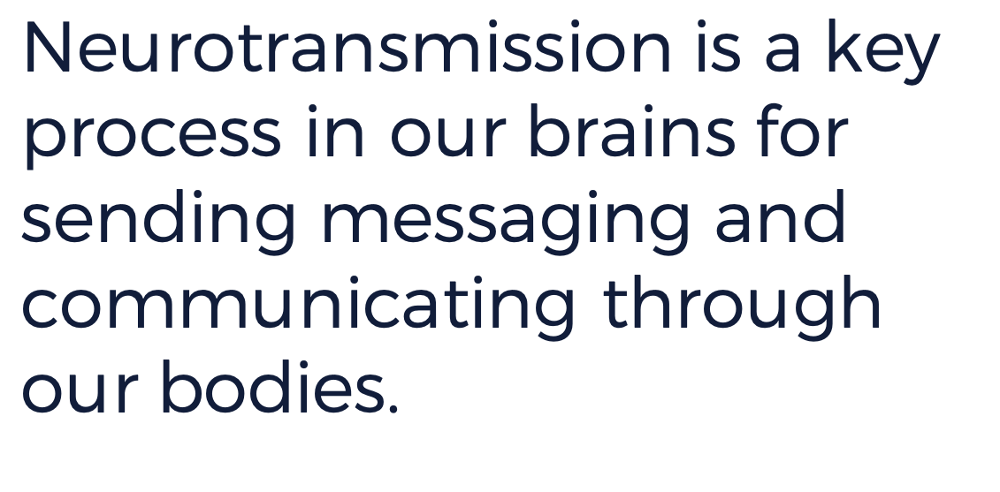 Neurotransmission is a key
process in our brains for
sending messaging and
communicating through
our bodies.